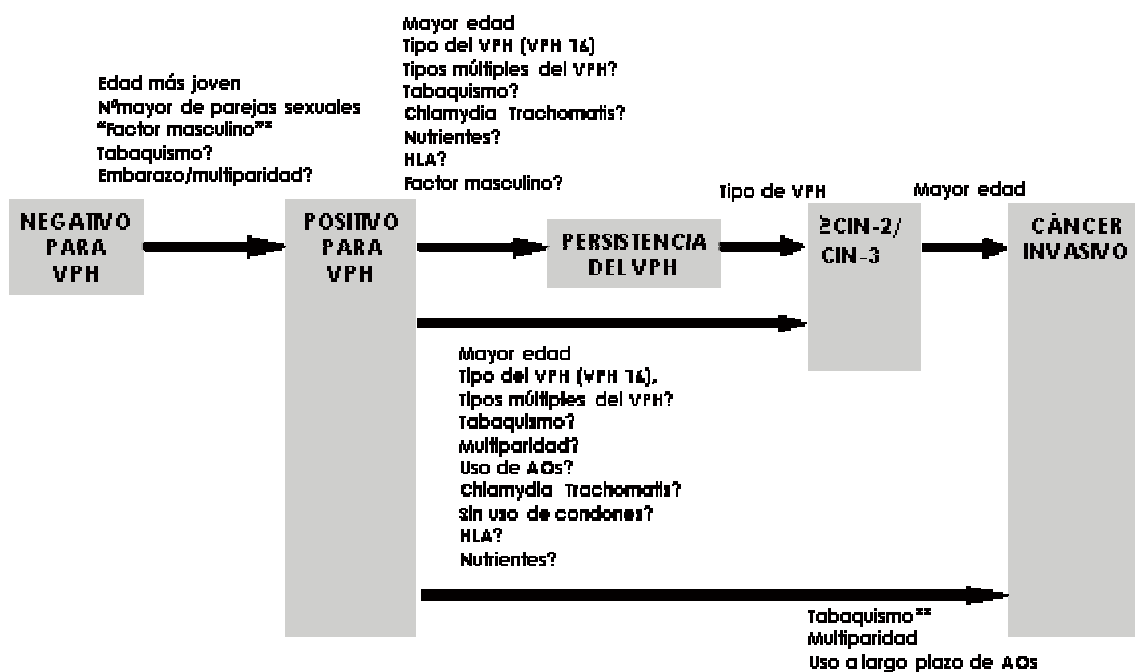 Mayor edad
Tipo del VPH (VPH 16)
Tipos múltiples del VPH?
Tabaquismo?
Chlamydia Trachomatis?
Nutrientes?
HLA?
Factor masculino?
Edad más joven
Nºmayor de parejas sexuales
"Factor masculino"**
Tabaquismo?
Embarazo/multiparidad?
Tipo de VPH
Mayor edad
NEGATIVO
PARA
VPH
POSITIVO
PARA
VPH
PERSISTENCIA
DEL VPH
≥CIN-2/
CIN-3
CÁNCER
INVASIVO
Mayor edad
Tipo del VPH (VPH 16),
Tipos múltiples del VPH?
Tabaquismo?
Multiparidad?
Uso de AOs?
Chlamydia Trachomatis?
Sin uso de condones?
HLA?
Nutrientes?
Tabaquismo**
Multiparidad
Uso a largo plazo de AOs